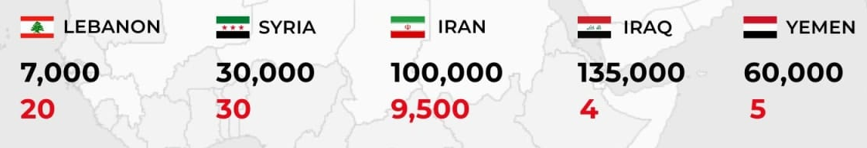 LEBANON SYRIA IRAN IRAQ YEMEN
7,000 30,000 100,000 135,000 60,000
20 30 9,500 4 5